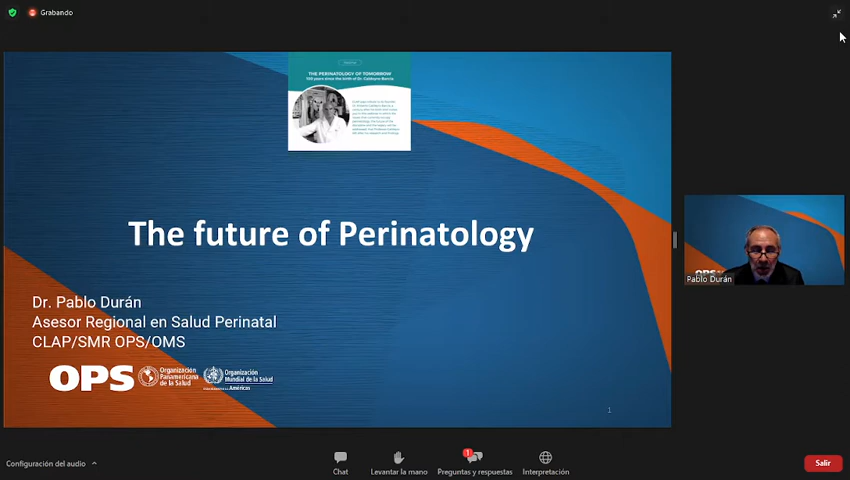 Grabando
THE PERINATOLOGY OF TOMORROW
The future of Perinatology
Dr. Pablo Durán
Asesor Regional en Salud Perinatal
CLAP/SMR OPS/OMS
OPS
Organización
Panamericana
de la Salud
Organización
Mundial de la Salud
Américas
1
Pablo Durán
Configuración del audio
Chat
Levantar la mano
1
Preguntas y respuestas
Interpretación
Salir